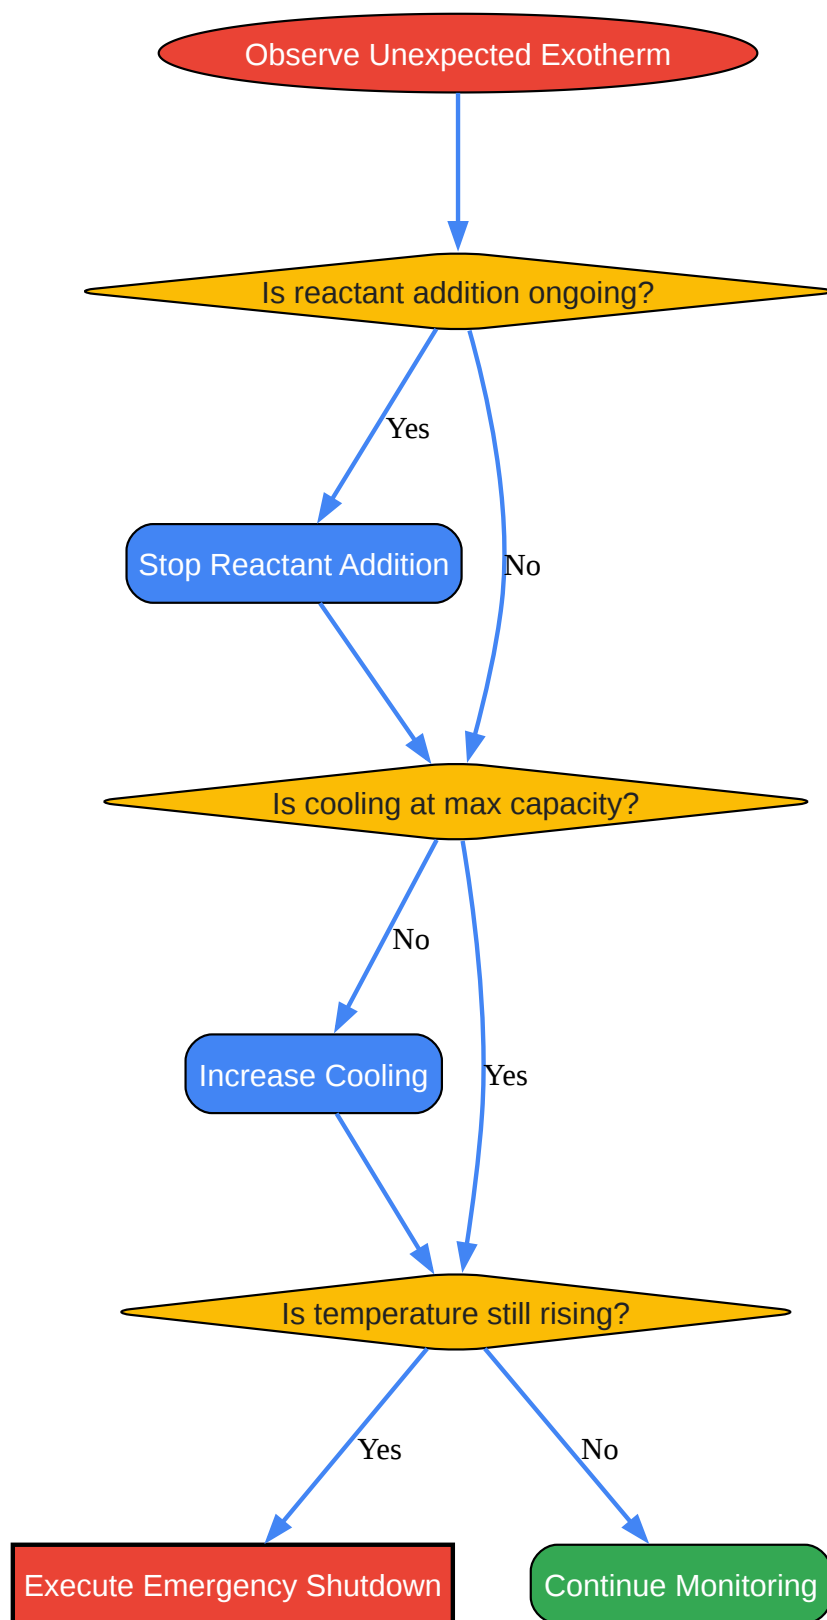 Observe Unexpected Exotherm
Is reactant addition ongoing?
Yes
Stop Reactant Addition
No
Is cooling at max capacity?
No
Increase Cooling
Yes
Is temperature still rising?
Yes
No
Execute Emergency Shutdown
Continue Monitoring